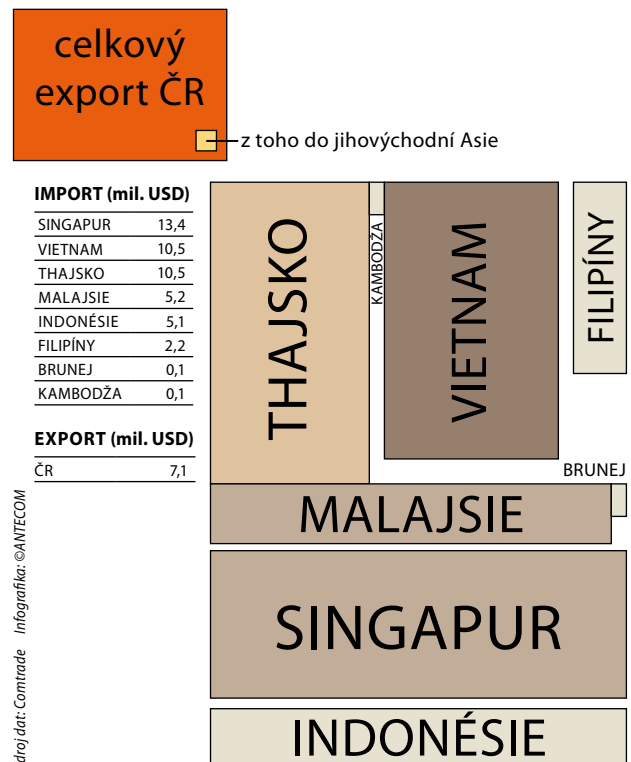 celkový
export ČR
z toho do jihovýchodní Asie
IMPORT (mil. USD)
SINGAPUR 13,4
VIETNAM 10,5
THAJSKO 10,5
MALAJSIE 5,2
INDONÉSIE 5,1
FILIPÍNY 2,2
BRUNEJ 0,1
KAMBODŽA 0,1
EXPORT (mil. USD)
ČR 7,1
THAJSKO
KAMBODŽA
VIETNAM
FILIPÍNY
BRUNEJ
MALAJSIE
SINGAPUR
INDONÉSIE
droj dat: Comtrade Infografika: ©ANTECOM